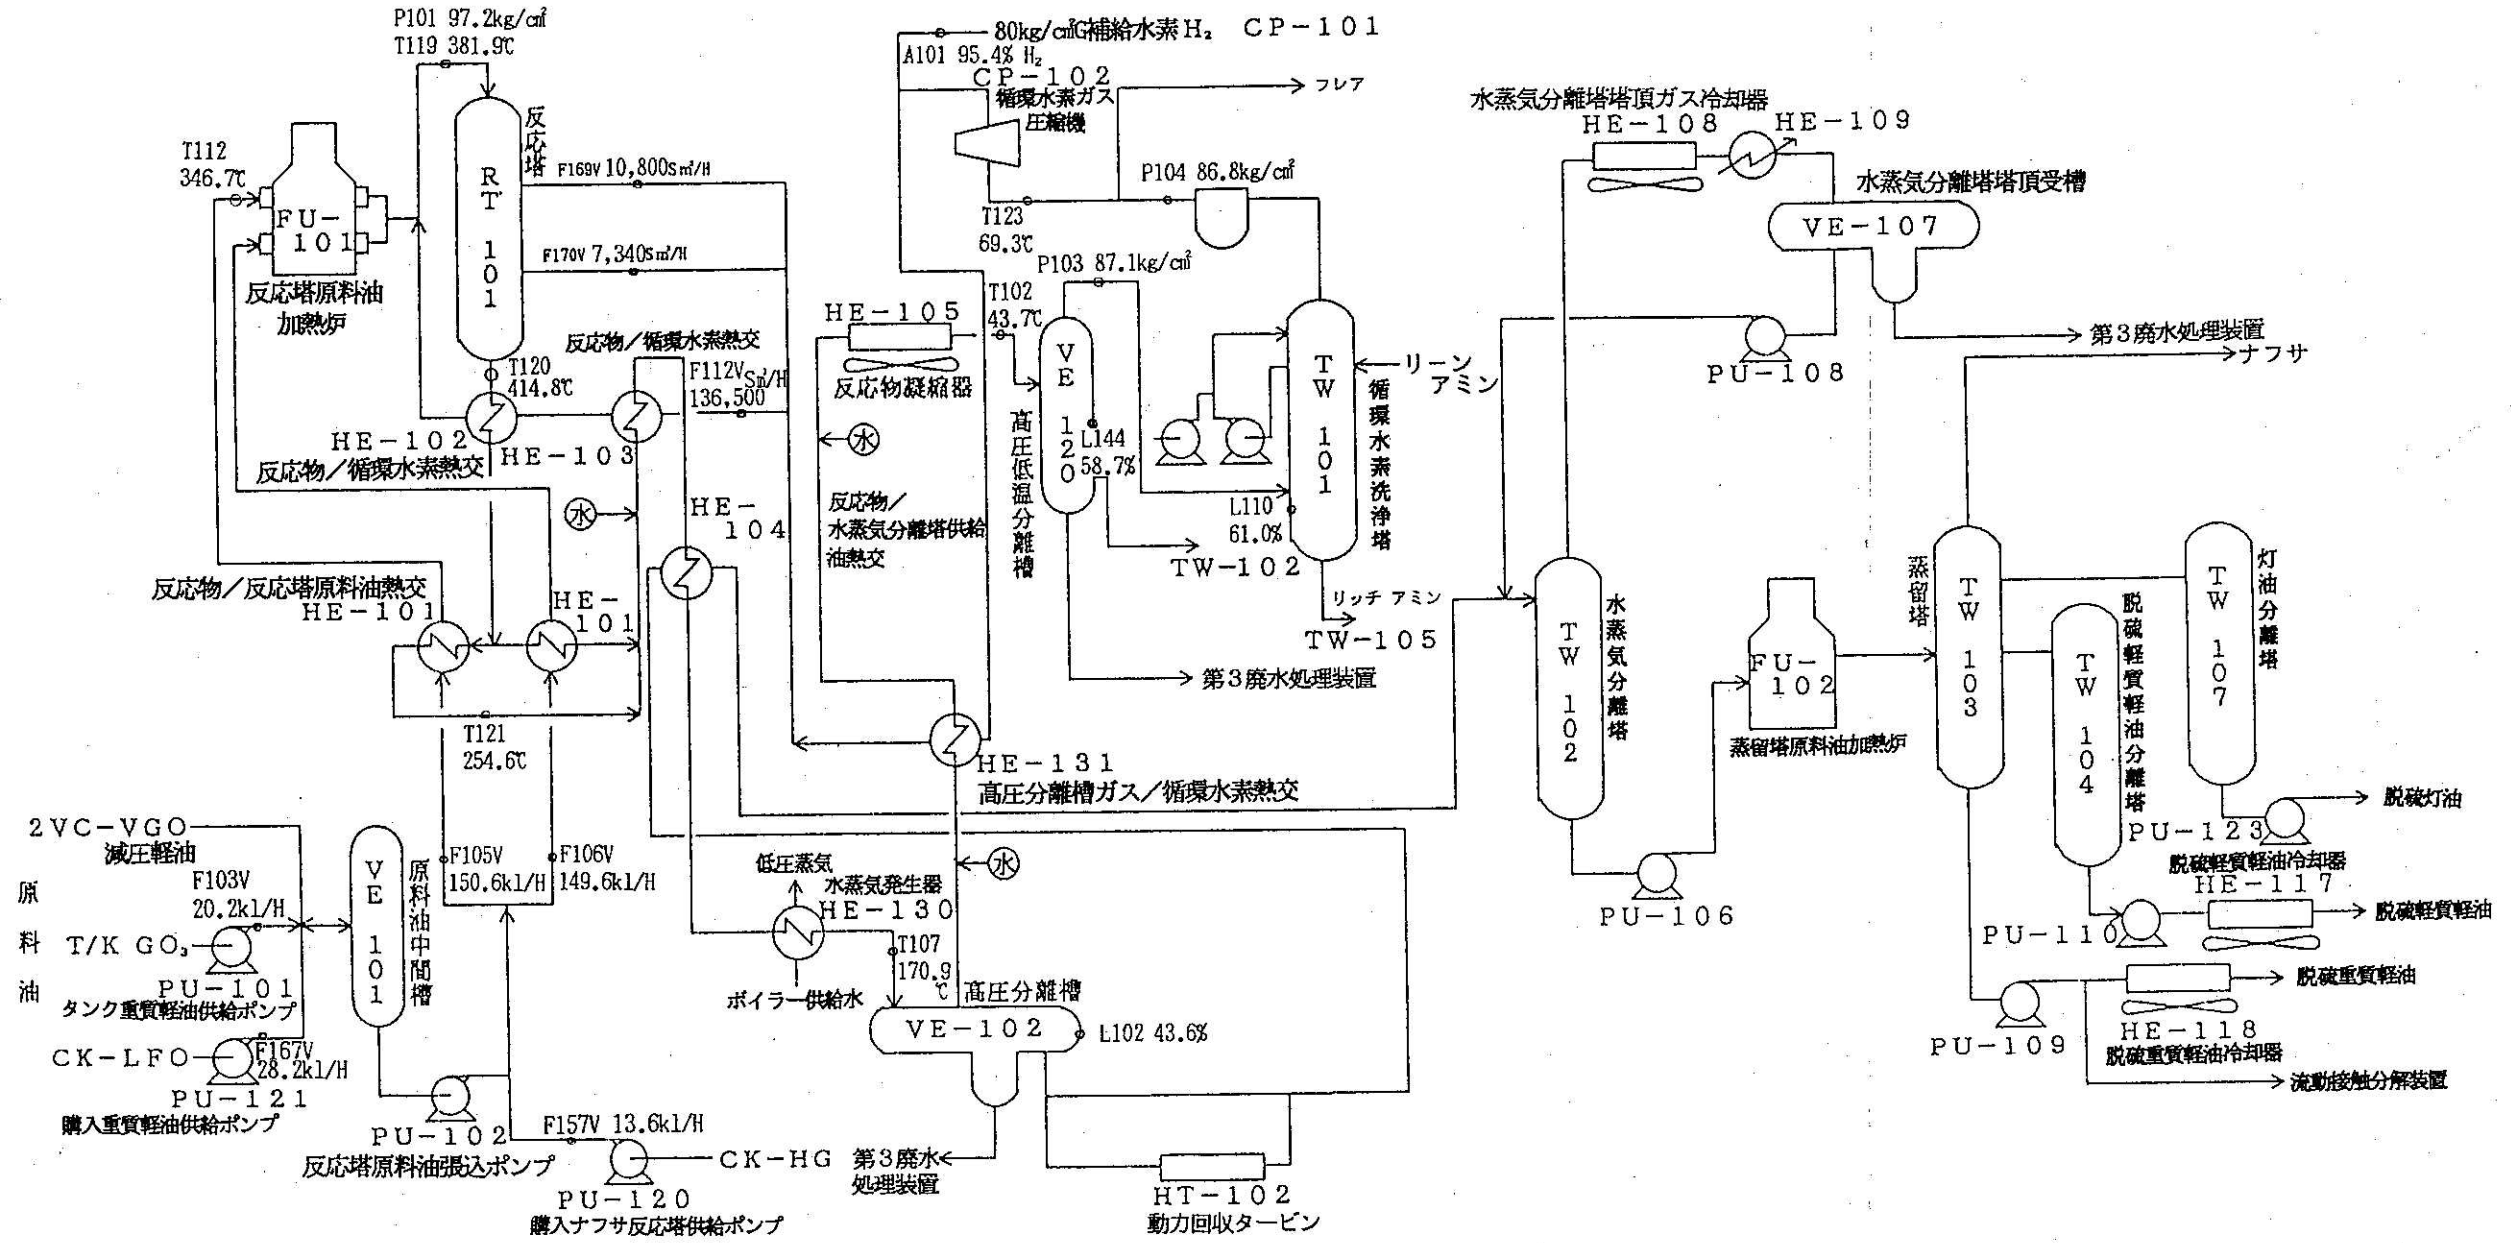 P101 97.2kg/c㎡
T119 381.9℃
80kg/c㎡G補給水素H₂ CP-101
A101 95.4% H₂
CP-102
循環水素ガス
圧縮機
フレア
反応塔
RT 101
T112
346.7℃
FU-
101
反応塔原料油
加熱炉
F169V 10,800Sm³/H
F170V 7,340Sm³/H
P104 86.8kg/c㎡
T123
69.3℃
P103 87.1kg/c㎡
水蒸気分離塔塔頂ガス冷却器
HE-108
HE-109
水蒸気分離塔塔頂受槽
VE-107
第3廃水処理装置
ナフサ
PU-108
HE-105
反応物凝縮器
T102
43.7℃
VE 120
高圧低温分離槽
L144
58.7%
TW 101
循環水素洗浄塔
リーン
アミン
L110
61.0%
TW-102
リッチ アミン
TW-105
第3廃水処理装置
反応物/循環水素熱交
F112V Sm³/H
136,500
T120
414.8℃
HE-102
反応物/循環水素熱交
HE-103
水
水
HE-
104
反応物/
水蒸気分離塔供給
油熱交
反応物/反応塔原料油熱交
HE-101
HE-
101
T121
254.6℃
HE-131
高圧分離槽ガス/循環水素熱交
TW 102
水蒸気分離塔
FU-
102
蒸留塔原料油加熱炉
蒸留塔
TW 103
TW 104
脱硫軽質軽油分離塔
TW 107
灯油分離塔
PU-123
脱硫灯油
脱硫軽質軽油冷却器
HE-117
PU-110
脱硫軽質軽油
脱硫重質軽油
PU-109
HE-118
脱硫重質軽油冷却器
流動接触分解装置
PU-106
2VC-VGO
減圧軽油
原料油
F103V
20.2kl/H
T/K GO₃
PU-101
タンク重質軽油供給ポンプ
CK-LFO
F167V
28.2kl/H
PU-121
購入重質軽油供給ポンプ
VE 101
原料油中間槽
F105V
150.6kl/H
F106V
149.6kl/H
PU-102
反応塔原料油張込ポンプ
F157V 13.6kl/H
CK-HG
PU-120
購入ナフサ反応塔供給ポンプ
低圧蒸気
水蒸気発生器
HE-130
ボイラー供給水
水
T107
170.9
℃
高圧分離槽
VE-102
L102 43.6%
第3廃水
処理装置
HT-102
動力回収タービン